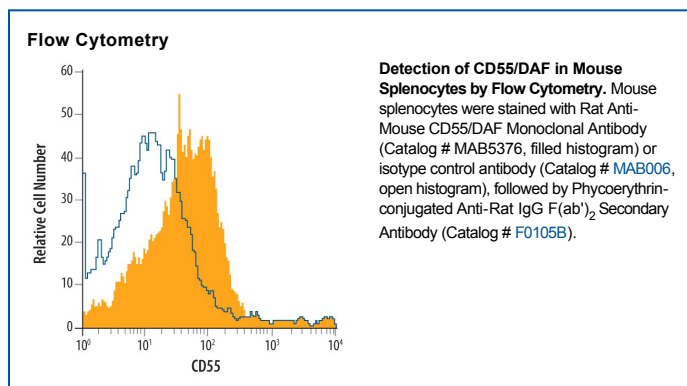 Flow Cytometry
Relative Cell Number
60
50
40
30
20
10
0
10⁰
10¹
10²
10³
10⁴
CD55
Detection of CD55/DAF in Mouse
Splenocytes by Flow Cytometry. Mouse
splenocytes were stained with Rat Anti-
Mouse CD55/DAF Monoclonal Antibody
(Catalog # MAB5376, filled histogram) or
isotype control antibody (Catalog # MAB006,
open histogram), followed by Phycoerythrin-
conjugated Anti-Rat IgG F(ab')₂ Secondary
Antibody (Catalog # F0105B).